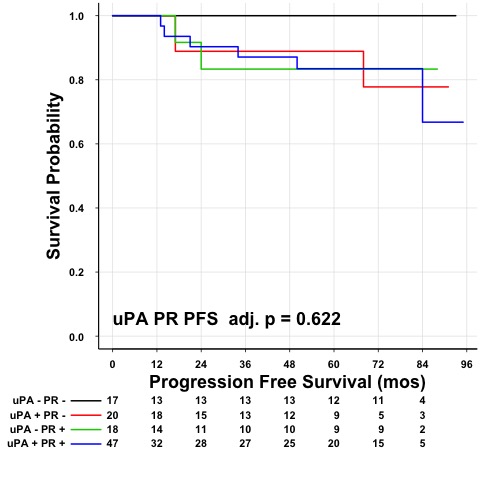 1.0
0.8
0.6
0.4
0.2
0.0
Survival Probability
uPA PR PFS adj. p = 0.622
0 12 24 36 48 60 72 84 96
Progression Free Survival (mos)
uPA - PR - 17 13 13 13 13 12 11 4
uPA + PR - 20 18 15 13 12 9 5 3
uPA - PR + 18 14 11 10 10 9 9 2
uPA + PR + 47 32 28 27 25 20 15 5